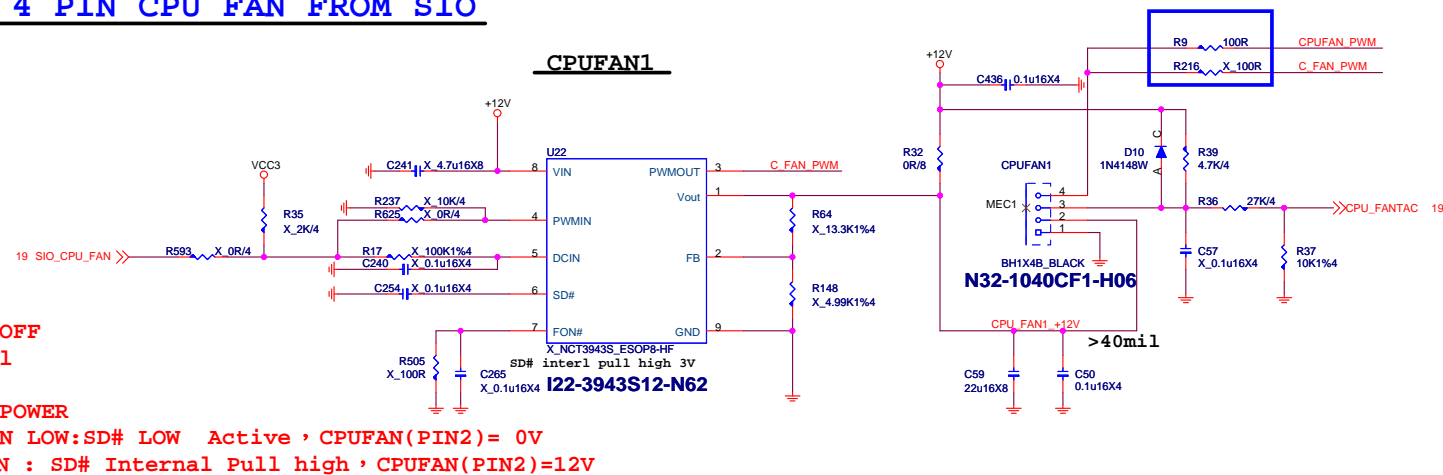 4 PIN CPU FAN FROM SIO
CPUFAN1
R9 100R CPUFAN_PWM
R216 X_100R C_FAN_PWM
+12V
C436 0.1u16X4
+12V
U22
C241 X_4.7u16X8
8 VIN
PWMOUT 3 C_FAN_PWM
R32
0R/8
CPUFAN1
D10
1N4148W
C
A
R39
4.7K/4
VCC3
R237 X_10K/4
R625 X_0R/4
4 PWMIN
Vout 1
MEC1
4
3
2
1
R36 27K/4
CPU_FANTAC 19
R35
X_2K/4
R64
X_13.3K1%4
19 SIO_CPU_FAN
R593 X_0R/4
R17 X_100K1%4
5 DCIN
FB 2
C240 X_0.1u16X4
BH1X4B_BLACK
N32-1040CF1-H06
C57
X_0.1u16X4
R37
10K1%4
C254 X_0.1u16X4
6 SD#
R148
X_4.99K1%4
7 FON#
GND 9
CPU_FAN1_+12V
>40mil
X_NCT3943S_ESOP8-HF
SD# interl pull high 3V
I22-3943S12-N62
R505
X_100R
C265
X_0.1u16X4
C59
22u16X8
C50
0.1u16X4
OFF
POWER
N LOW:SD# LOW Active，CPUFAN(PIN2)= 0V
N : SD# Internal Pull high，CPUFAN(PIN2)=12V